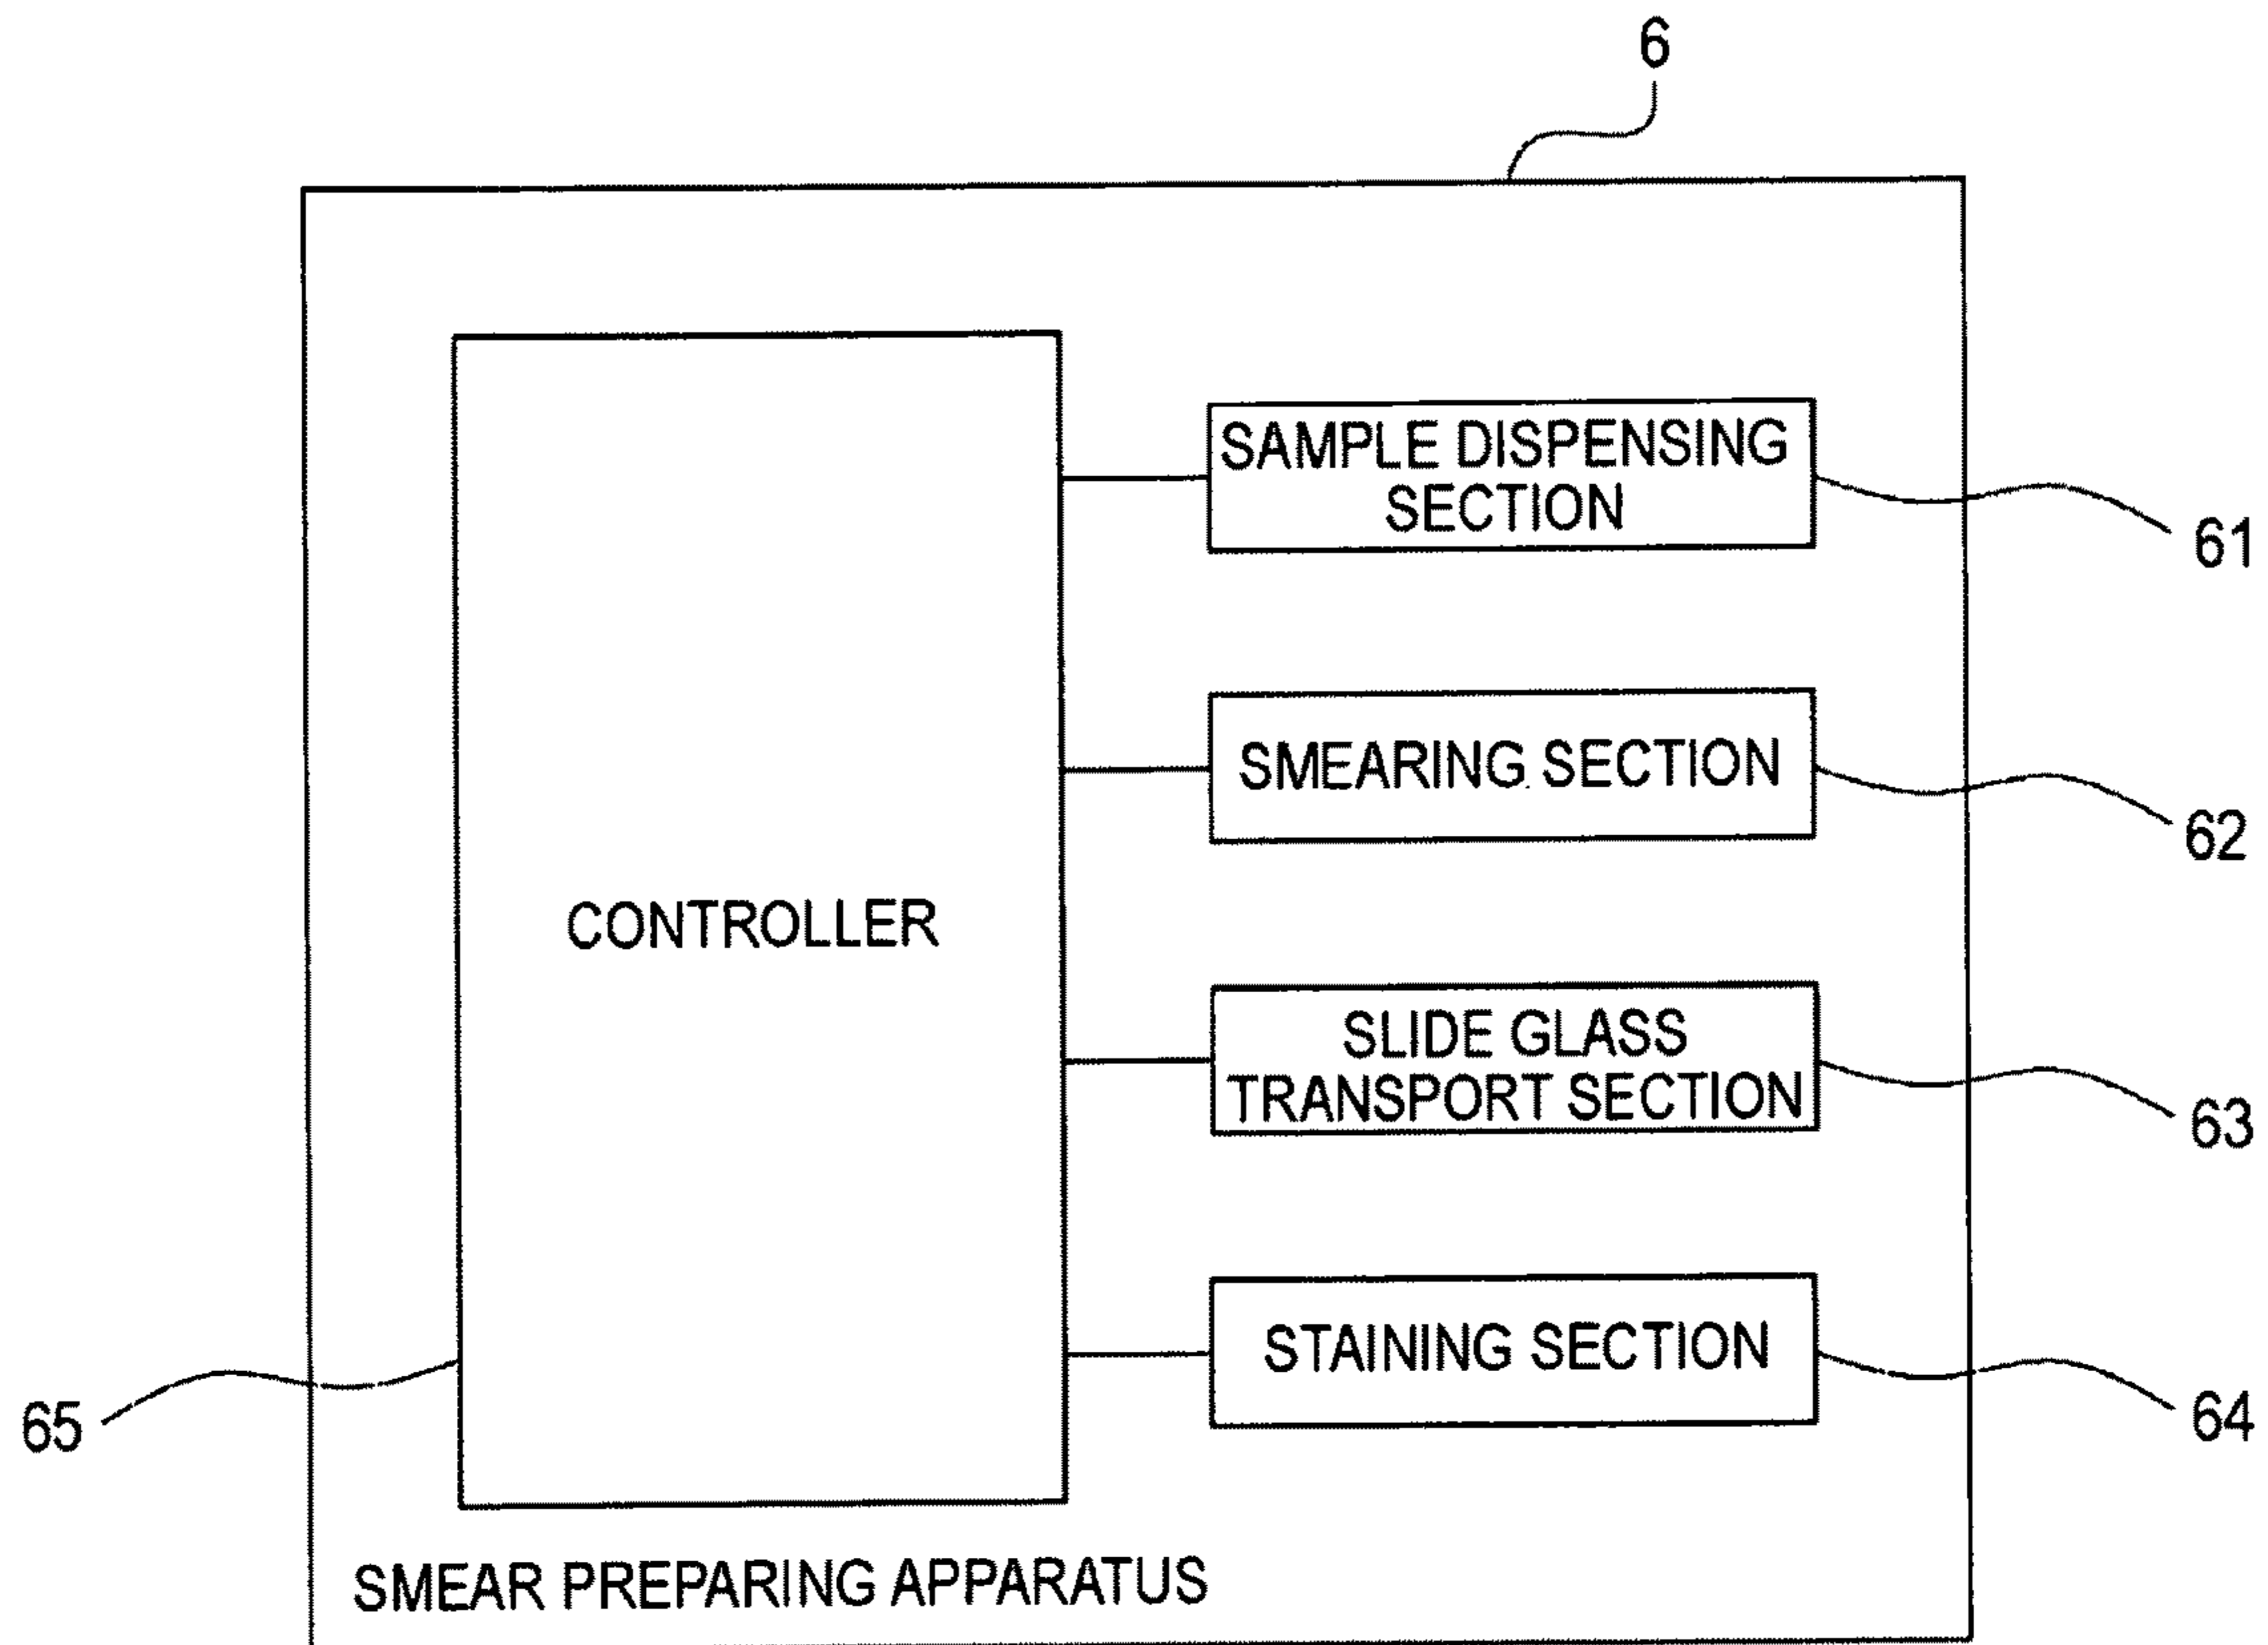 6
SAMPLE DISPENSING
SECTION
61
SMEARING SECTION
62
CONTROLLER
SLIDE GLASS
TRANSPORT SECTION
63
STAINING SECTION
64
65
SMEAR PREPARING APPARATUS